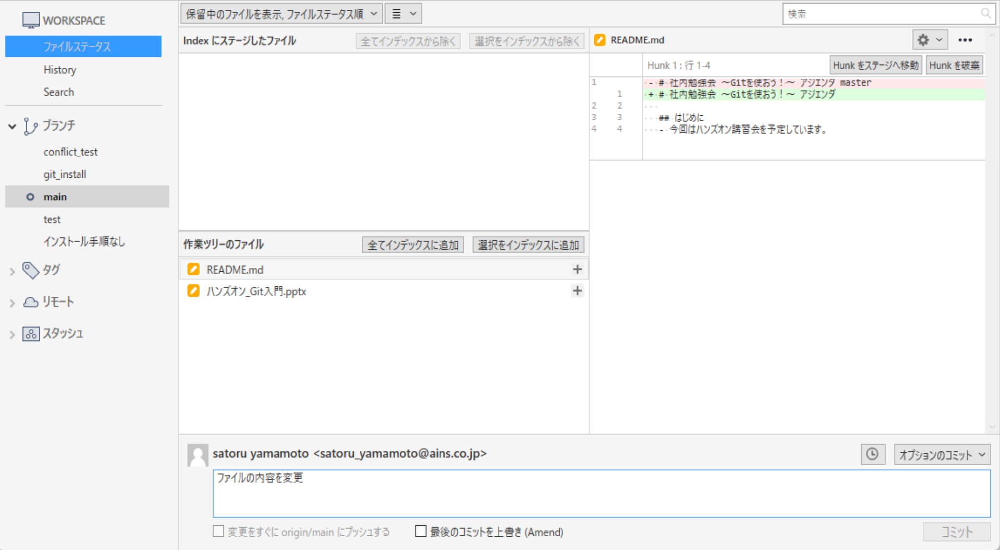 WORKSPACE
ファイルステータス
History
Search
ブランチ
conflict_test
git_install
main
test
インストール手順なし
タグ
リモート
スタッシュ
保留中のファイルを表示, ファイルステータス順
検索
Index にステージしたファイル
全てインデックスから除く
選択をインデックスから除く
作業ツリーのファイル
全てインデックスに追加
選択をインデックスに追加
README.md
ハンズオン_Git入門.pptx
README.md
Hunk 1 : 行 1-4
Hunk をステージへ移動
Hunk を破棄
1 - # 社内勉強会 ～Gitを使おう！～ アジェンダ master
1 + # 社内勉強会 ～Gitを使おう！～ アジェンダ
2 2
3 3 ## はじめに
4 4 - 今回はハンズオン講習会を予定しています。
satoru yamamoto <satoru_yamamoto@ains.co.jp>
オプションのコミット
ファイルの内容を変更
変更をすぐに origin/main にプッシュする
最後のコミットを上書き (Amend)
コミット